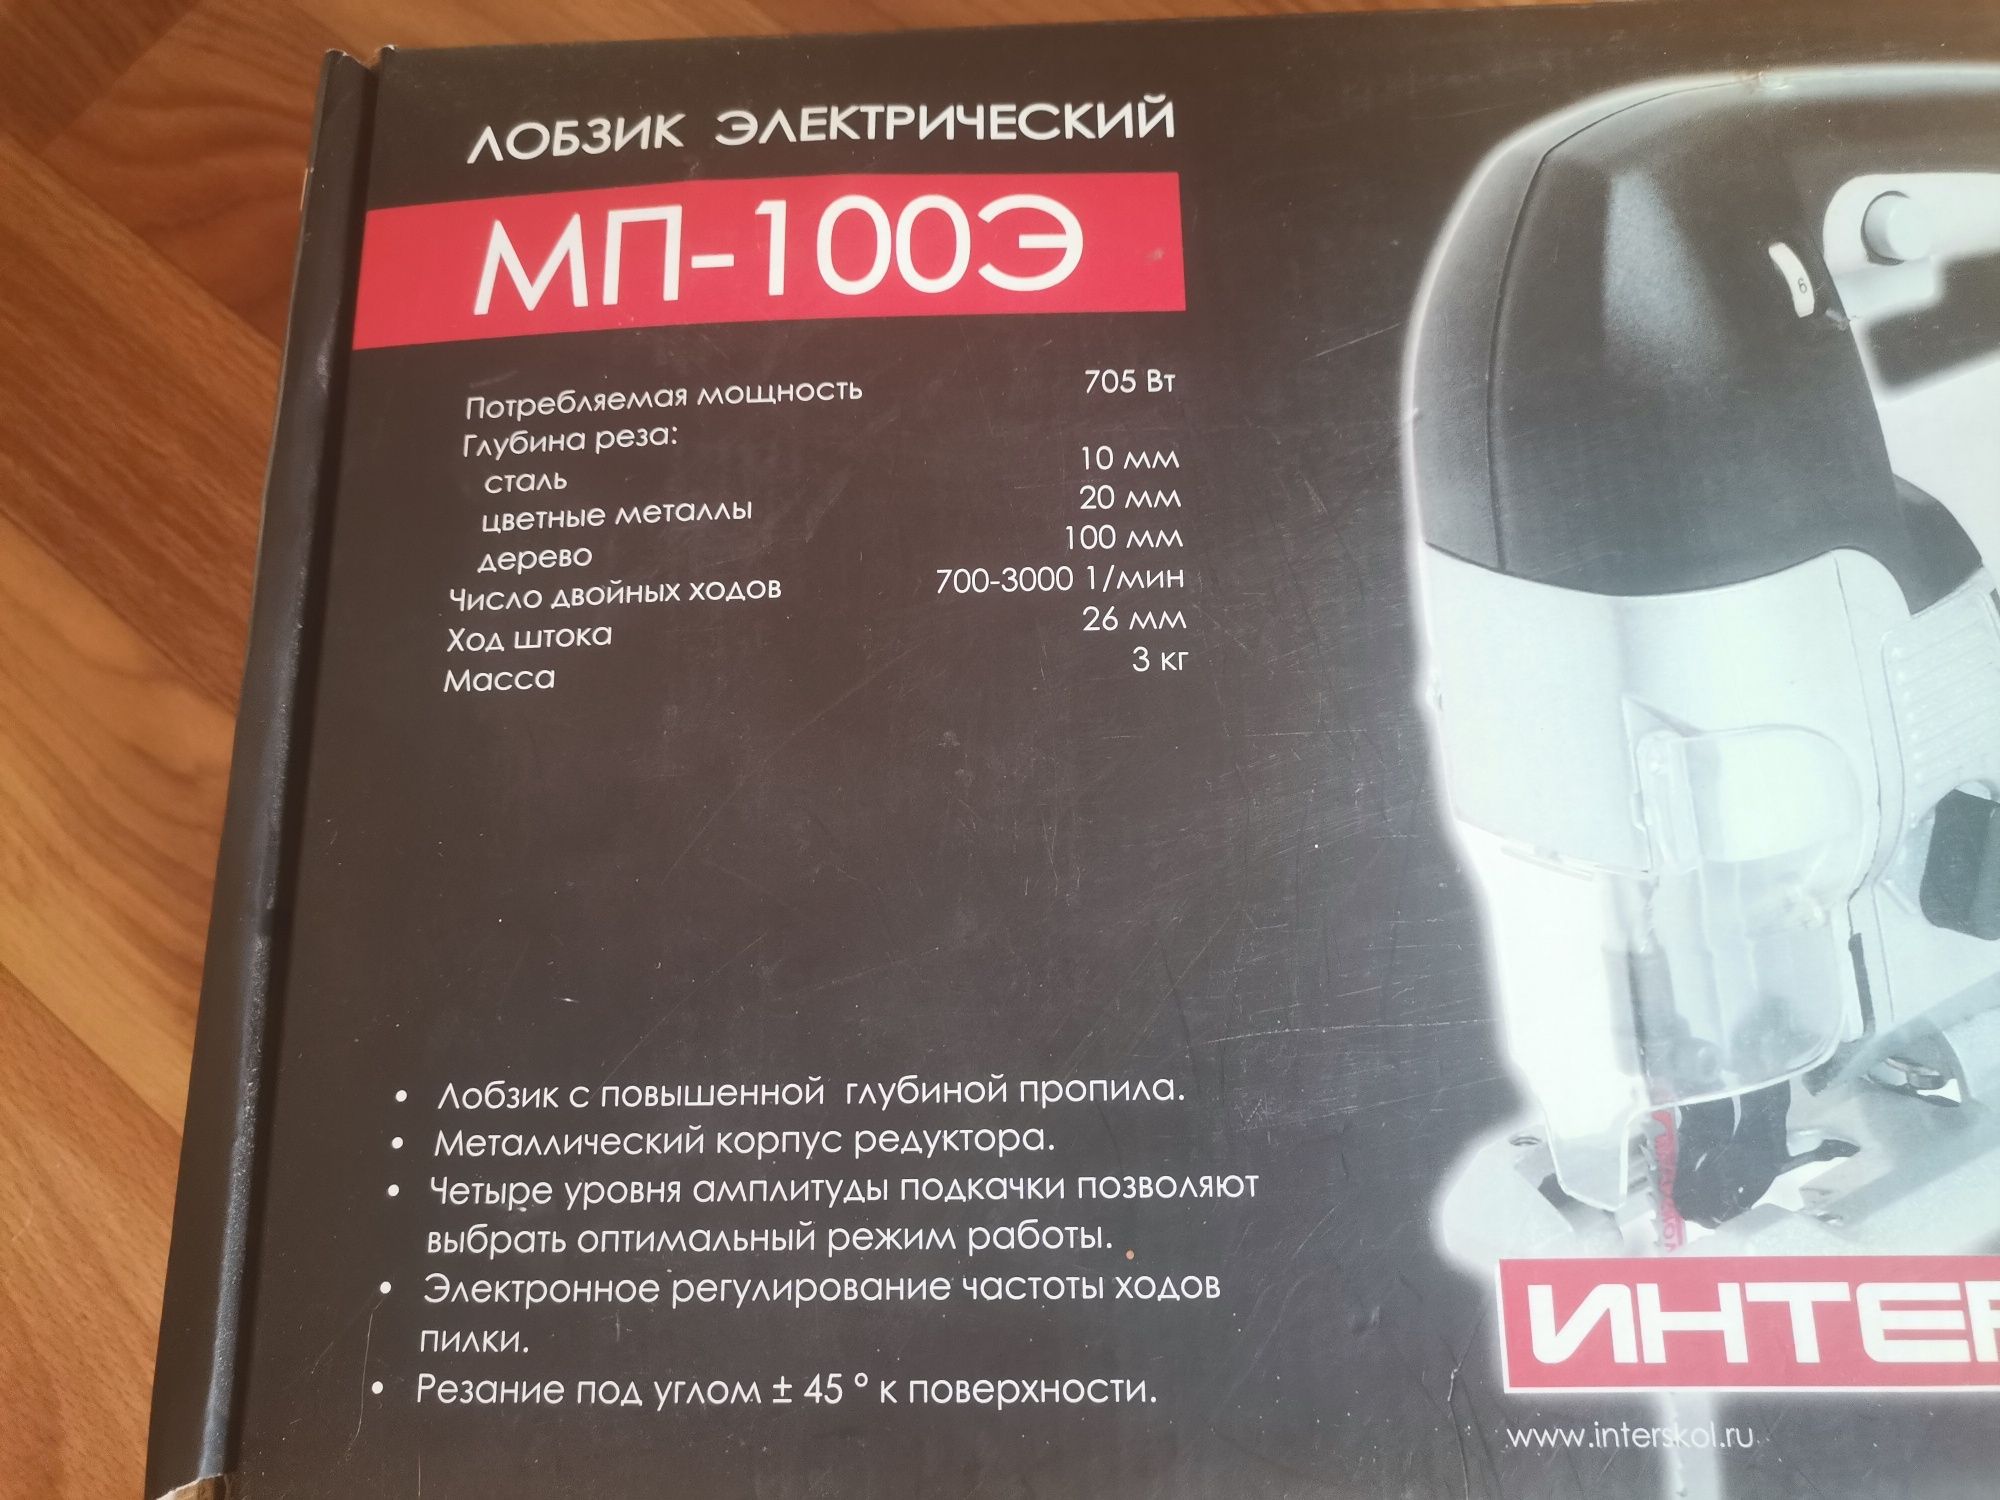 ЛОБЗИК ЭЛЕКТРИЧЕСКИЙ
МП-100Э
Потребляемая мощность 705 Вт
Глубина реза:
сталь 10 мм
цветные металлы 20 мм
дерево 100 мм
Число двойных ходов 700-3000 1/мин
Ход штока 26 мм
Масса 3 кг
6
• Лобзик с повышенной глубиной пропила.
• Металлический корпус редуктора.
• Четыре уровня амплитуды подкачки позволяют
выбрать оптимальный режим работы.
• Электронное регулирование частоты ходов
пилки.
• Резание под углом ± 45 º к поверхности.
ИНТЕР
www.interskol.ru